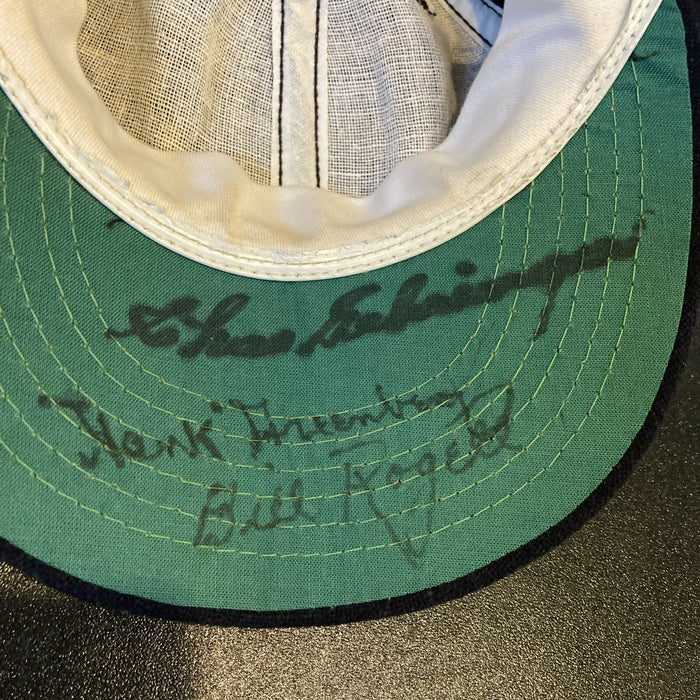 Chas Gehringer
"Hank" Greenberg
Bill Rogell